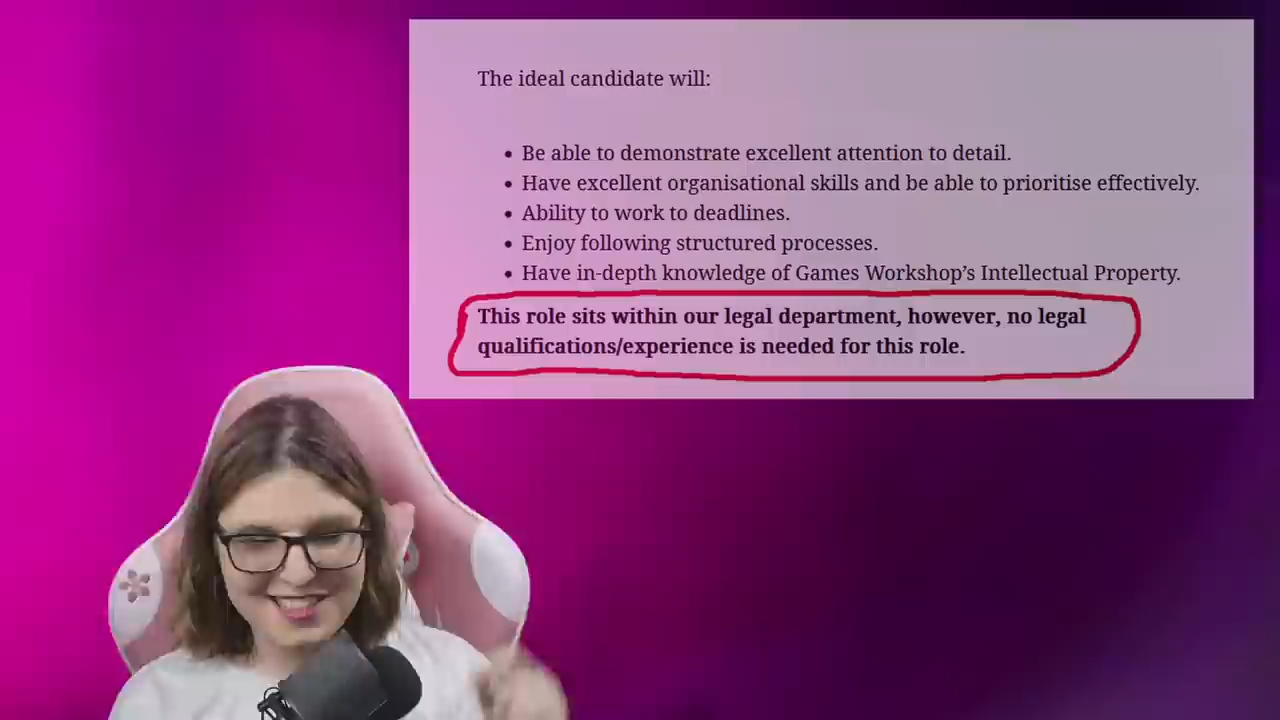 The ideal candidate will:
• Be able to demonstrate excellent attention to detail.
• Have excellent organisational skills and be able to prioritise effectively.
• Ability to work to deadlines.
• Enjoy following structured processes.
• Have in-depth knowledge of Games Workshop’s Intellectual Property.
This role sits within our legal department, however, no legal
qualifications/experience is needed for this role.